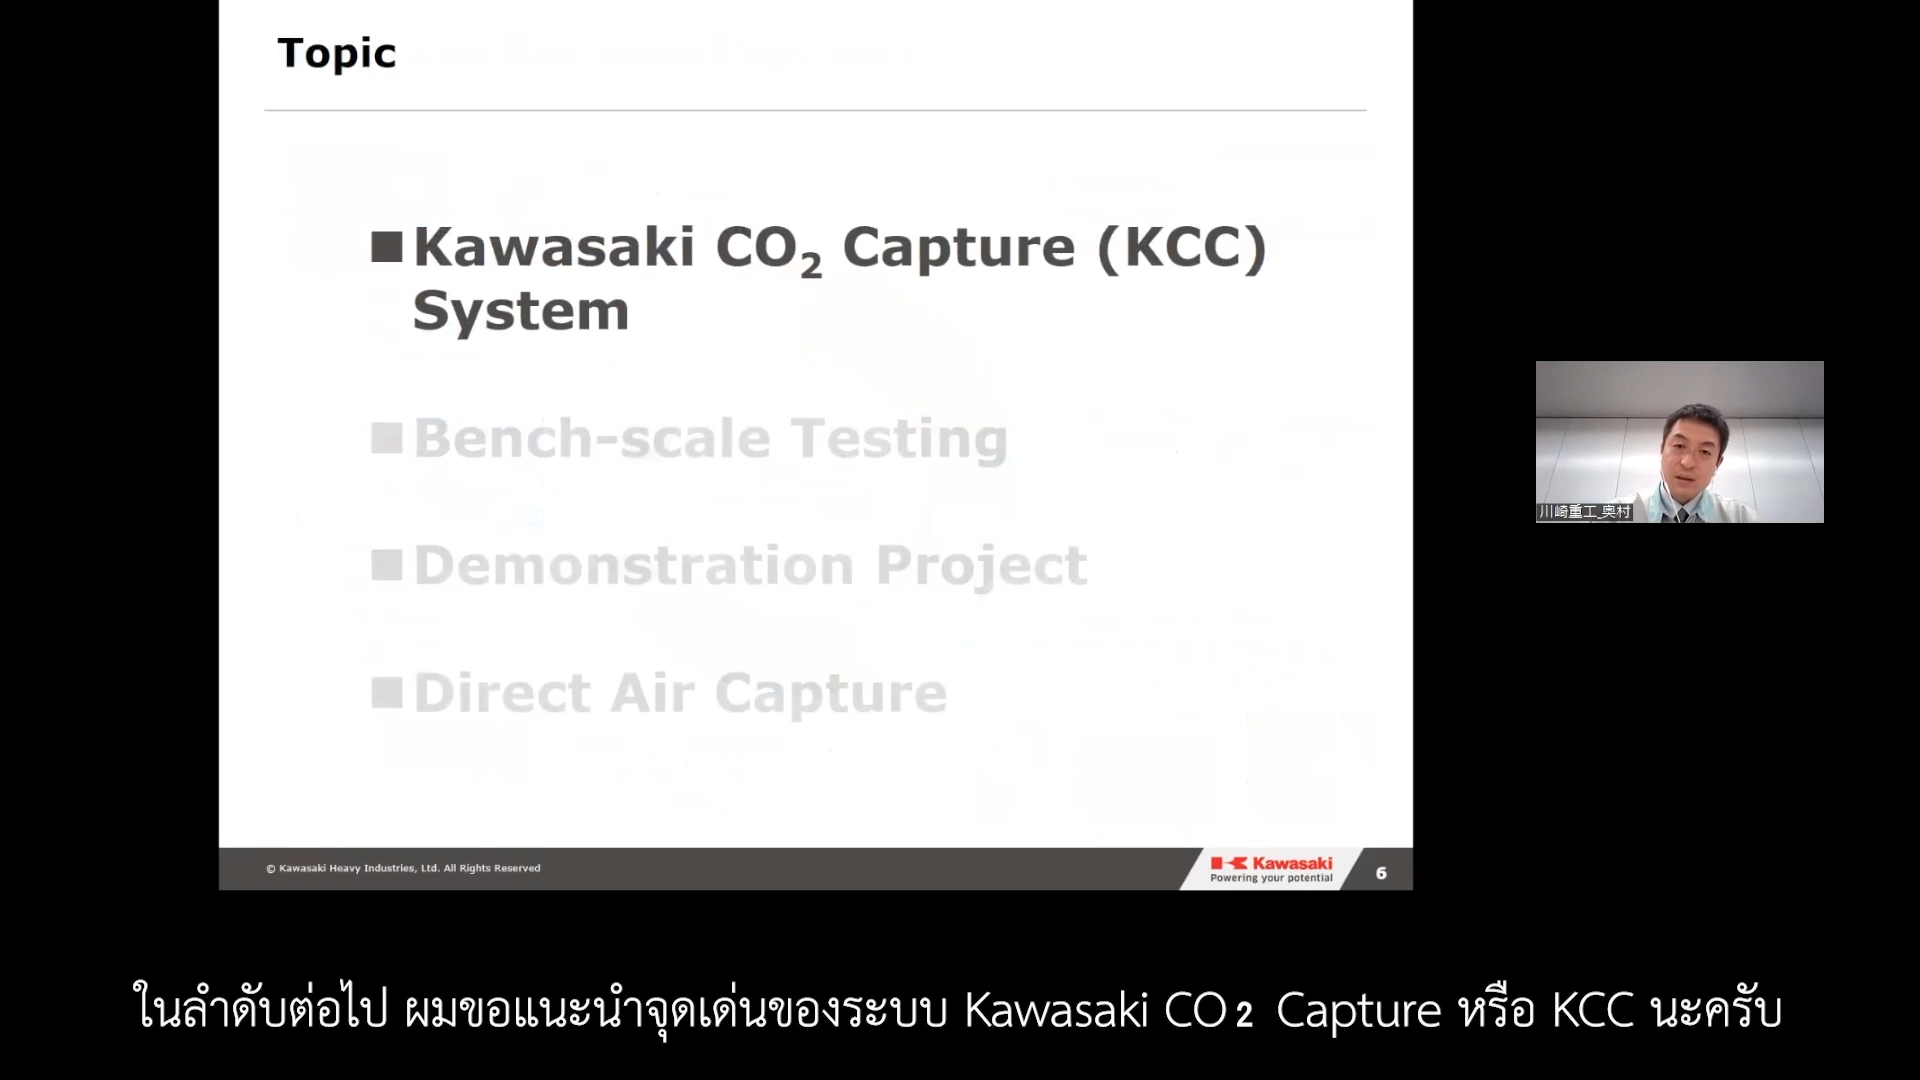 Topic
■Kawasaki CO₂ Capture (KCC)
System
■Bench-scale Testing
■Demonstration Project
■Direct Air Capture
川崎重工_奥村
© Kawasaki Heavy Industries, Ltd. All Rights Reserved
Kawasaki
Powering your potential
6
ในลำดับต่อไป ผมขอแนะนำจุดเด่นของระบบ Kawasaki CO2 Capture หรือ KCC นะครับ